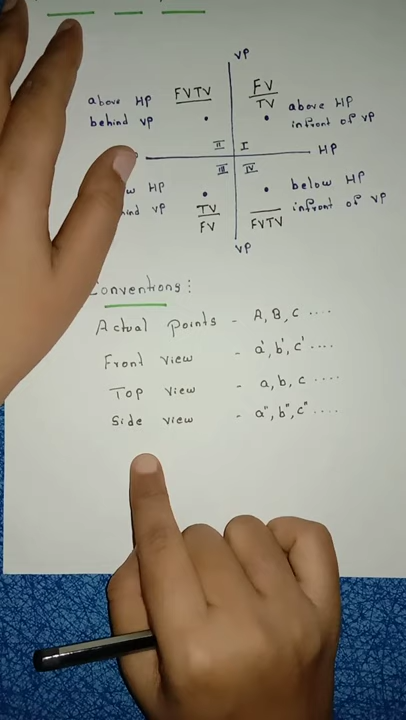 VP
above HP
behind VP
FV TV
FV
TV
above HP
infront of VP
II
I
HP
III
IV
HP
VP
TV
FV
FV TV
below HP
infront of VP
VP
Conventions:
Actual points - A, B, C ....
Front view - a', b', c' ....
Top view - a, b, c ....
Side view - a", b", c" ....